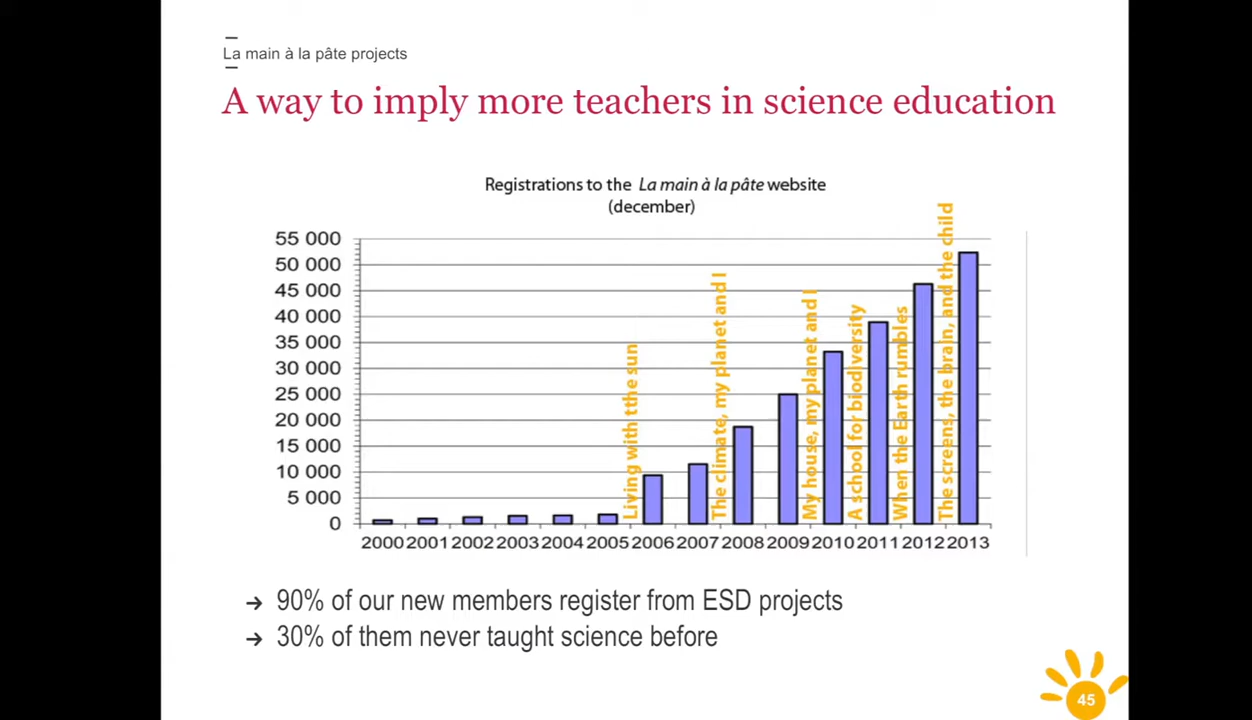 La main à la pâte projects
A way to imply more teachers in science education
Registrations to the La main à la pâte website
(december)
55 000
50 000
45 000
40 000
35 000
30 000
25 000
20 000
15 000
10 000
5 000
0
Living with tthe sun
The climate, my planet and I
My house, my planet and I
A school for biodiversity
When the Earth rumbles
The screens, the brain, and the child
2000 2001 2002 2003 2004 2005 2006 2007 2008 2009 2010 2011 2012 2013
→ 90% of our new members register from ESD projects
→ 30% of them never taught science before
45